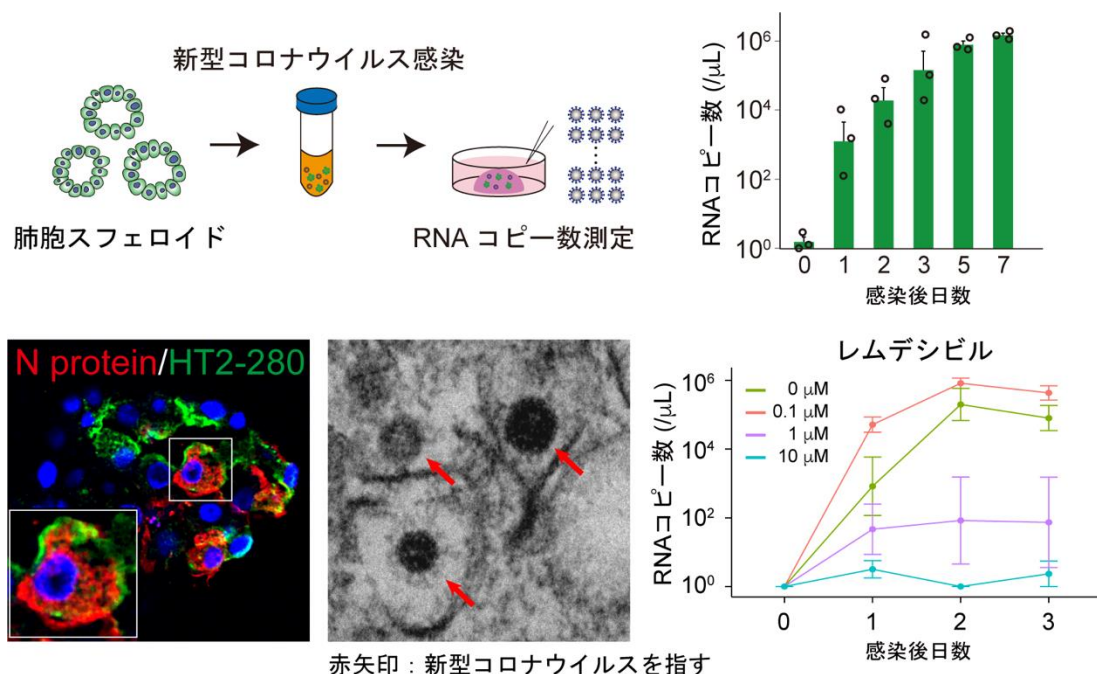 新型コロナウイルス感染
肺胞スフェロイド
RNA コピー数測定
RNAコピー数 (/μL)
10⁶
10⁴
10²
10⁰
0 1 2 3 5 7
感染後日数
N protein/HT2-280
赤矢印：新型コロナウイルスを指す
レムデシビル
RNAコピー数 (/μL)
10⁶
10⁴
10²
10⁰
0 μM
0.1 μM
1 μM
10 μM
0 1 2 3
感染後日数